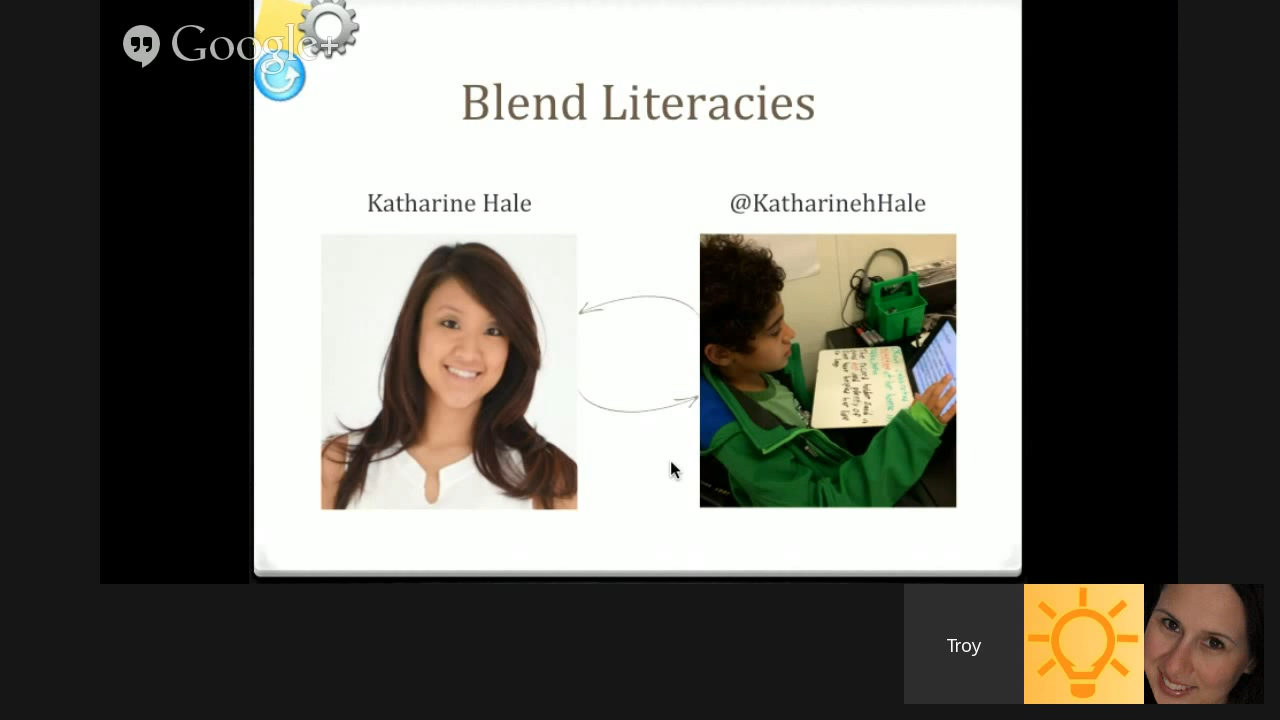 Google+
Blend Literacies
Katharine Hale
@KatharinehHale
Troy